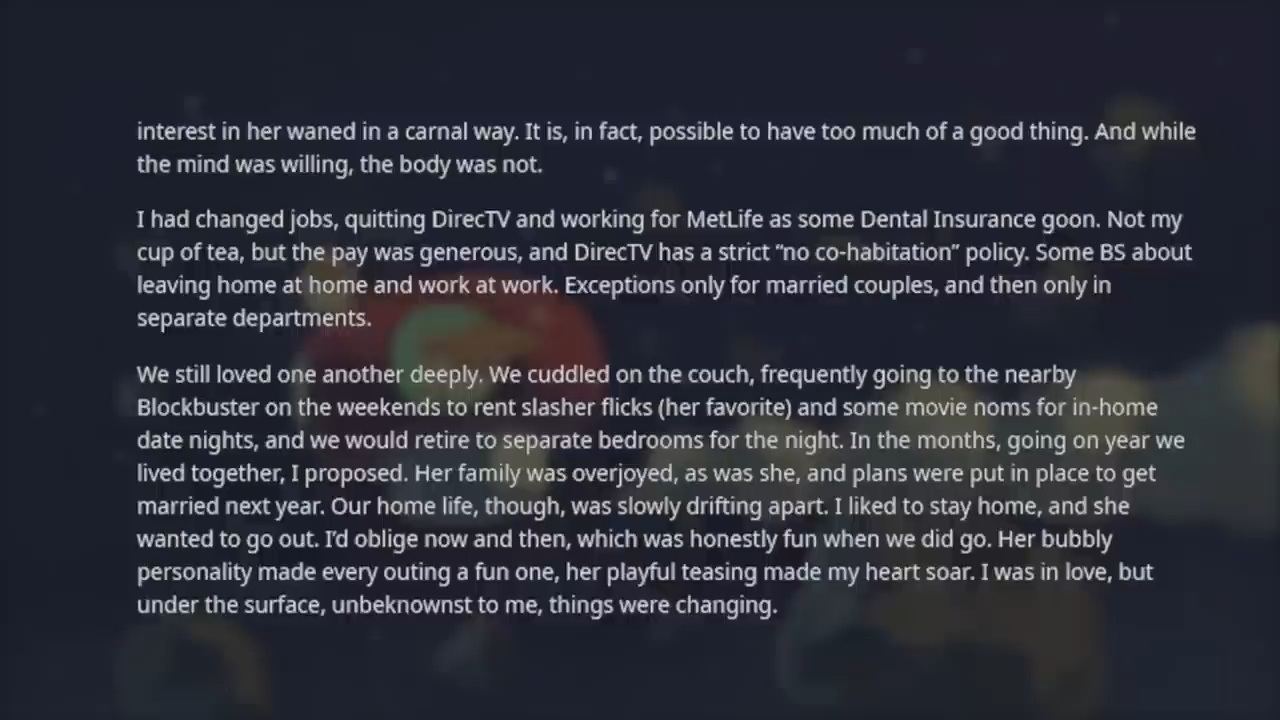 interest in her waned in a carnal way. It is, in fact, possible to have too much of a good thing. And while
the mind was willing, the body was not.
I had changed jobs, quitting DirecTV and working for MetLife as some Dental Insurance goon. Not my
cup of tea, but the pay was generous, and DirecTV has a strict “no co-habitation” policy. Some BS about
leaving home at home and work at work. Exceptions only for married couples, and then only in
separate departments.
We still loved one another deeply. We cuddled on the couch, frequently going to the nearby
Blockbuster on the weekends to rent slasher flicks (her favorite) and some movie noms for in-home
date nights, and we would retire to separate bedrooms for the night. In the months, going on year we
lived together, I proposed. Her family was overjoyed, as was she, and plans were put in place to get
married next year. Our home life, though, was slowly drifting apart. I liked to stay home, and she
wanted to go out. I’d oblige now and then, which was honestly fun when we did go. Her bubbly
personality made every outing a fun one, her playful teasing made my heart soar. I was in love, but
under the surface, unbeknownst to me, things were changing.